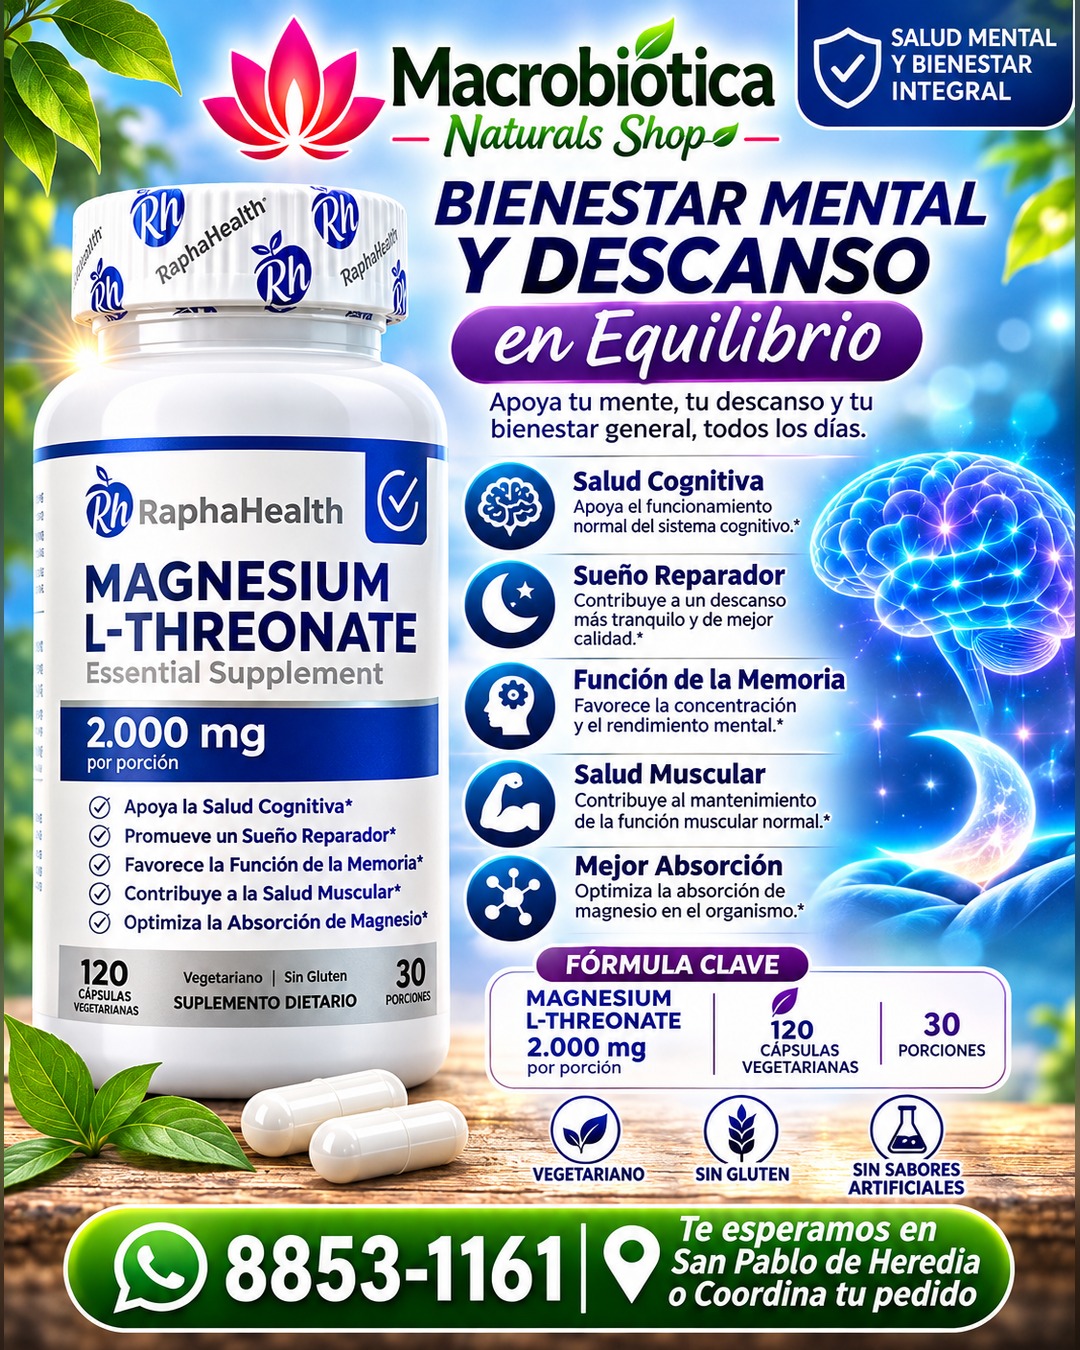 Macrobiótica
Naturals Shop
SALUD MENTAL
Y BIENESTAR
INTEGRAL
BIENESTAR MENTAL
Y DESCANSO
en Equilibrio
Apoya tu mente, tu descanso y tu
bienestar general, todos los días.
Salud Cognitiva
Apoya el funcionamiento
normal del sistema cognitivo.*
Sueño Reparador
Contribuye a un descanso
más tranquilo y de mejor
calidad.*
Función de la Memoria
Favorece la concentración
y el rendimiento mental.*
Salud Muscular
Contribuye al mantenimiento
de la función muscular normal.*
Mejor Absorción
Optimiza la absorción de
magnesio en el organismo.*
Rh
RaphaHealth
Rh
Rh
RaphaHealth
Rh
Rh RaphaHealth
MAGNESIUM
L-THREONATE
Essential Supplement
2.000 mg
por porción
Apoya la Salud Cognitiva*
Promueve un Sueño Reparador*
Favorece la Función de la Memoria*
Contribuye a la Salud Muscular*
Optimiza la Absorción de Magnesio*
120
CÁPSULAS
VEGETARIANAS
Vegetariano | Sin Gluten
SUPLEMENTO DIETARIO
30
PORCIONES
FÓRMULA CLAVE
MAGNESIUM
L-THREONATE
2.000 mg
por porción
120
CÁPSULAS
VEGETARIANAS
30
PORCIONES
VEGETARIANO
SIN GLUTEN
SIN SABORES
ARTIFICIALES
8853-1161
Te esperamos en
San Pablo de Heredia
o Coordina tu pedido